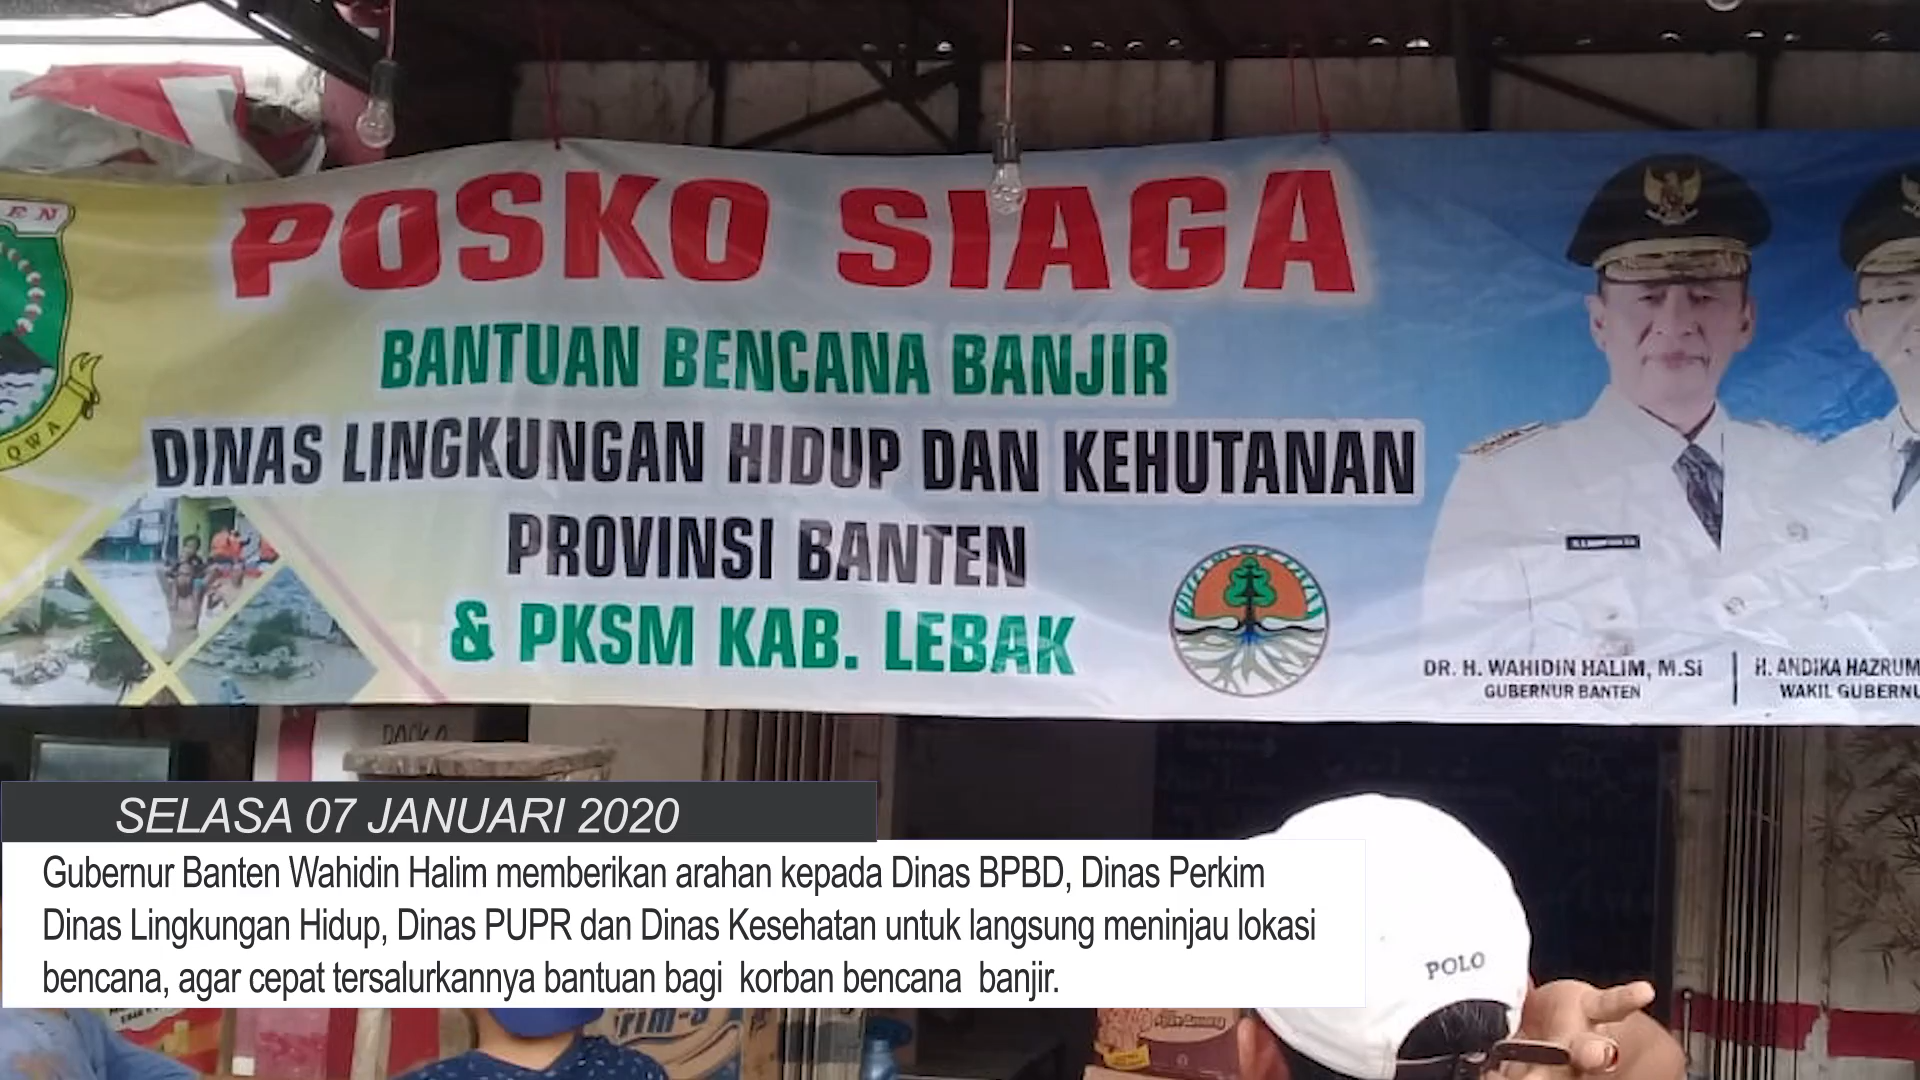 POSKO SIAGA
BANTUAN BENCANA BANJIR
DINAS LINGKUNGAN HIDUP DAN KEHUTANAN
PROVINSI BANTEN
& PKSM KAB. LEBAK
DR. H. WAHIDIN HALIM, M.Si
GUBERNUR BANTEN
H. ANDIKA HAZRUM
WAKIL GUBERNU
SELASA 07 JANUARI 2020
Gubernur Banten Wahidin Halim memberikan arahan kepada Dinas BPBD, Dinas Perkim
Dinas Lingkungan Hidup, Dinas PUPR dan Dinas Kesehatan untuk langsung meninjau lokasi
bencana, agar cepat tersalurkannya bantuan bagi korban bencana banjir.
POLO